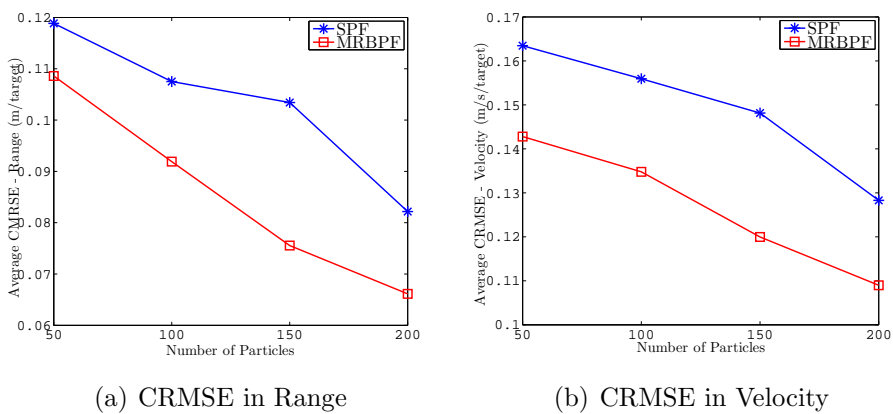 0.12
0.11
0.1
0.09
0.08
0.07
0.06
50
100
150
200
Average CMRSE - Range (m/target)
Number of Particles
SPF
MRBPF
(a) CRMSE in Range
0.17
0.16
0.15
0.14
0.13
0.12
0.11
0.1
50
100
150
200
Average CRMSE - Velocity (m/s/target)
Number of Particles
SPF
MRBPF
(b) CRMSE in Velocity